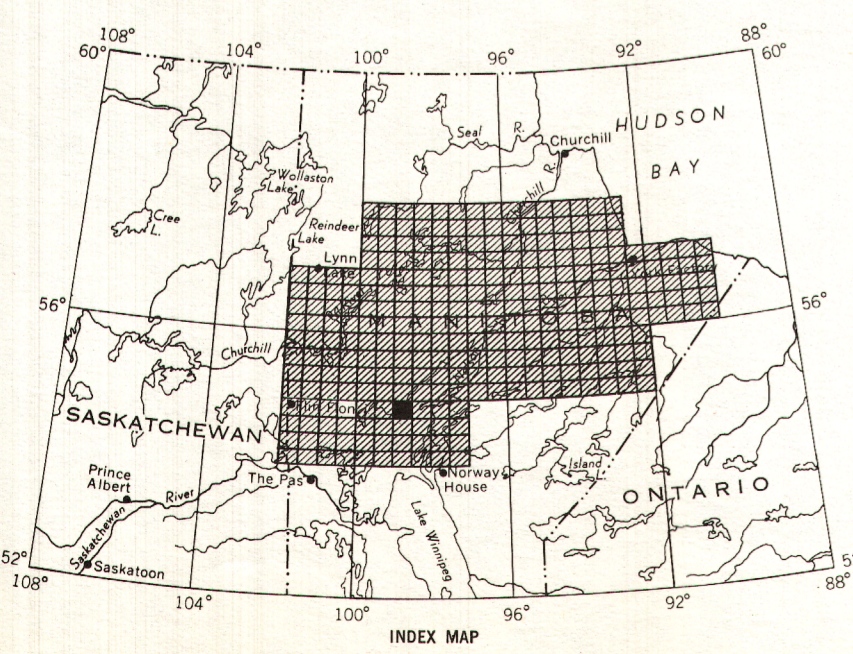 108°
60°
104°
100°
96°
92°
88°
60°
Seal R.
Churchill
HUDSON
BAY
Wollaston
Lake
Churchill R.
Cree
L.
Reindeer
Lake
Lynn
Lake
York Factory
56°
MANITOBA
56°
Churchill
Flin Flon
SASKATCHEWAN
Prince
Albert
River
The Pas
Norway
House
Island
L.
ONTARIO
Saskatchewan
Lake Winnipeg
Saskatoon
52°
108°
104°
100°
96°
92°
88°
INDEX MAP